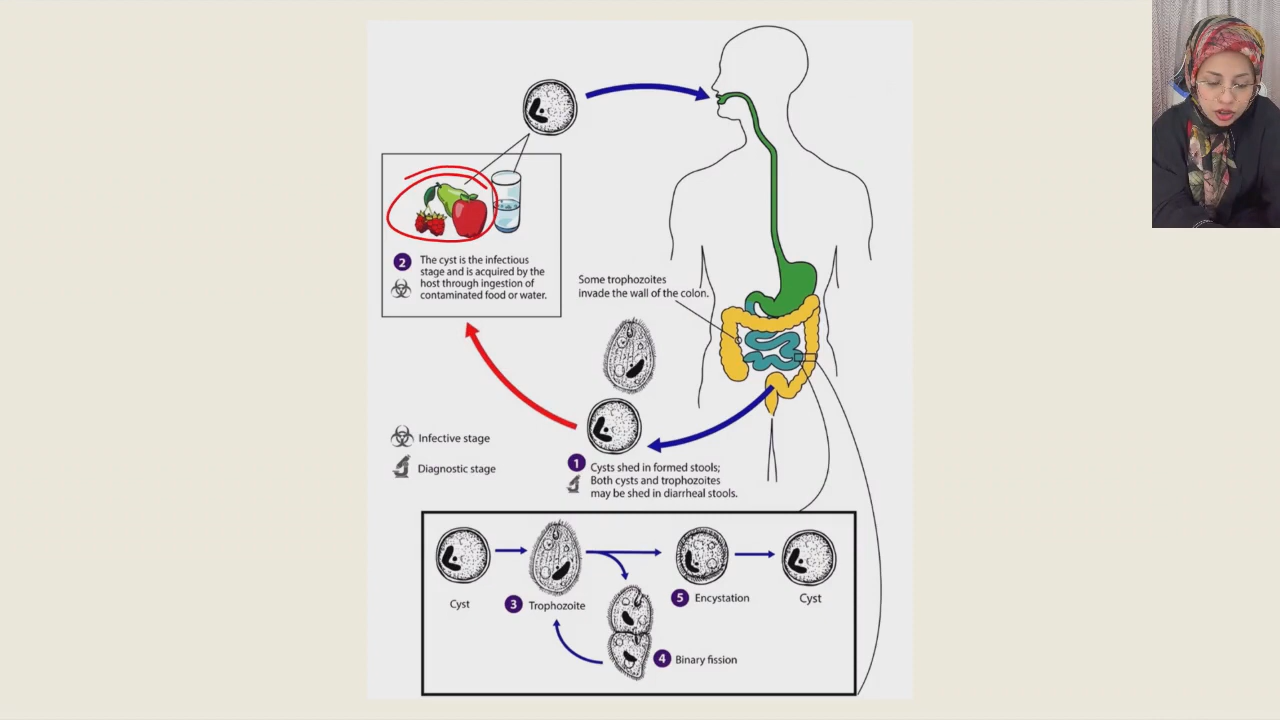 2 The cyst is the infectious
stage and is acquired by the
host through ingestion of
contaminated food or water.
Some trophozoites
invade the wall of the colon.
Infective stage
Diagnostic stage
1 Cysts shed in formed stools;
Both cysts and trophozoites
may be shed in diarrheal stools.
Cyst
3 Trophozoite
4 Binary fission
5 Encystation
Cyst